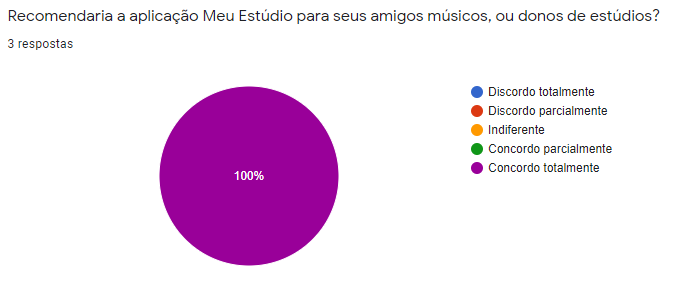 Recomendaria a aplicação Meu Estúdio para seus amigos músicos, ou donos de estúdios?
3 respostas
100%
Discordo totalmente
Discordo parcialmente
Indiferente
Concordo parcialmente
Concordo totalmente